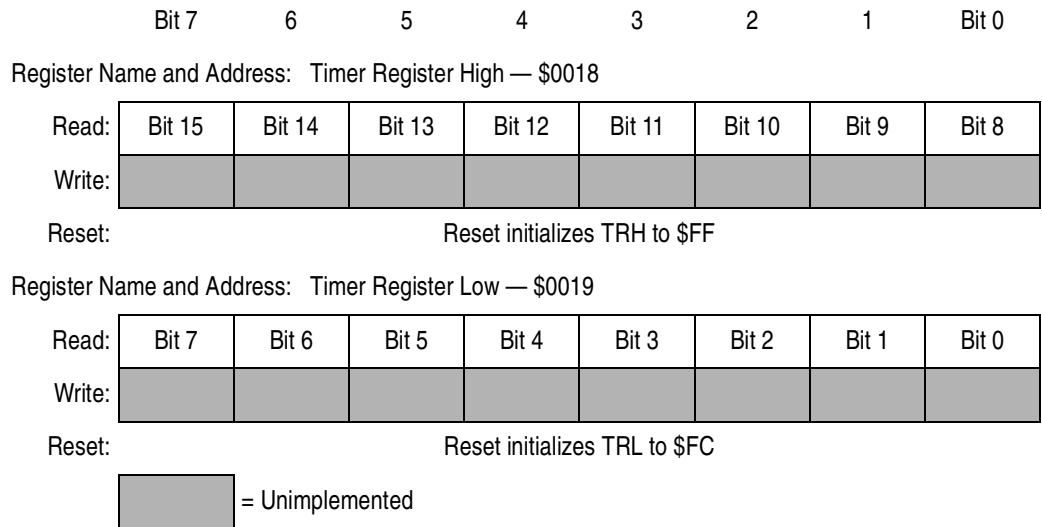 Bit 7 6 5 4 3 2 1 Bit 0
Register Name and Address: Timer Register High — $0018
Read: Bit 15 Bit 14 Bit 13 Bit 12 Bit 11 Bit 10 Bit 9 Bit 8
Write:
Reset: Reset initializes TRH to $FF
Register Name and Address: Timer Register Low — $0019
Read: Bit 7 Bit 6 Bit 5 Bit 4 Bit 3 Bit 2 Bit 1 Bit 0
Write:
Reset: Reset initializes TRL to $FC
= Unimplemented